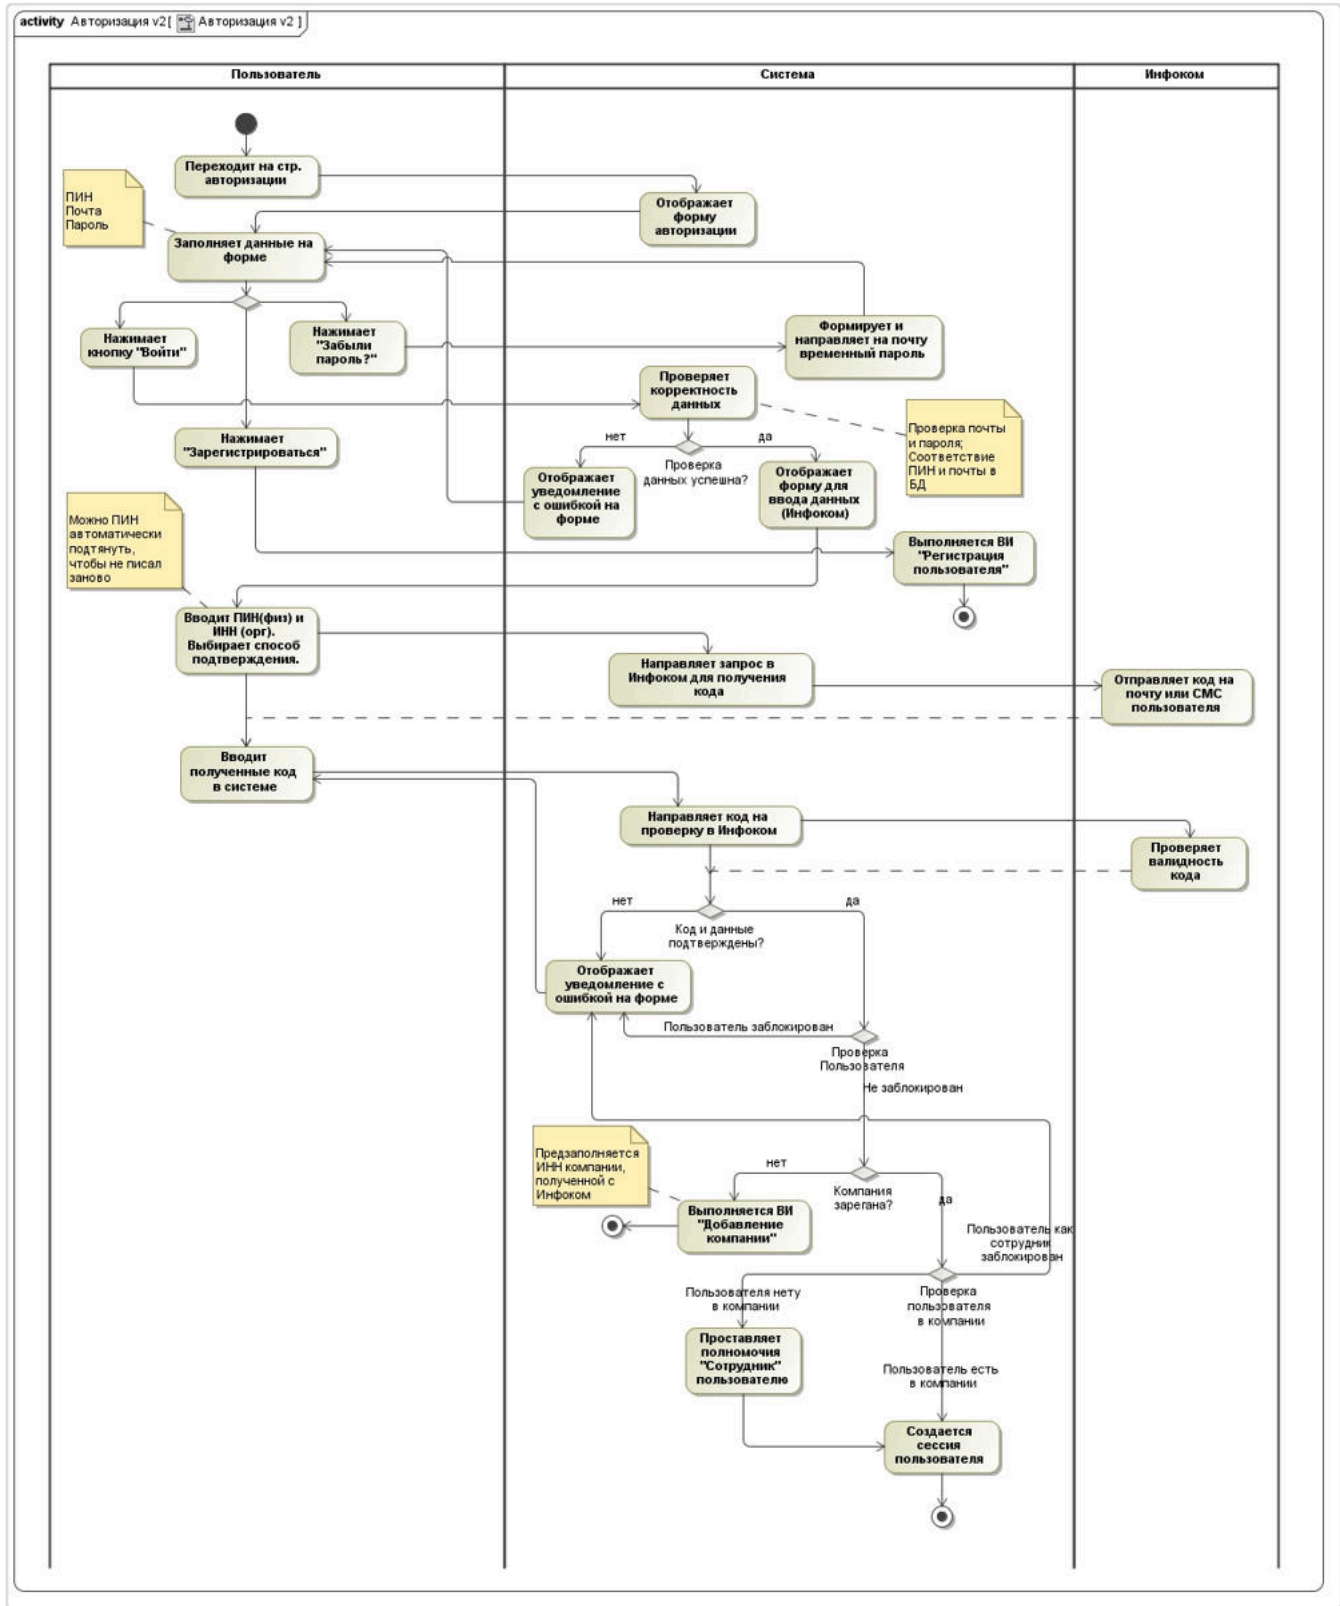 activity Авторизация v2[ Авторизация v2 ]
Пользователь
Система
Инфоком
Переходит на стр.
авторизации
ПИН
Почта
Пароль
Отображает
форму
авторизации
Заполняет данные на
форме
Нажимает
кнопку "Войти"
Нажимает
"Забыли
пароль?"
Формирует и
направляет на почту
временный пароль
Проверяет
корректность
данных
Проверка почты
и пароля;
Соответствие
ПИН и почты в
БД
Нажимает
"Зарегистрироваться"
нет
да
Проверка
данных успешна?
Отображает
уведомление
с ошибкой на
форме
Отображает
форму для
ввода данных
(Инфоком)
Можно ПИН
автоматически
подтянуть,
чтобы не писал
заново
Выполняется ВИ
"Регистрация
пользователя"
Вводит ПИН(физ) и
ИНН (орг).
Выбирает способ
подтверждения.
Направляет запрос в
Инфоком для получения
кода
Отправляет код на
почту или СМС
пользователя
Вводит
полученные код
в системе
Направляет код на
проверку в Инфоком
Проверяет
валидность
кода
нет
да
Код и данные
подтверждены?
Отображает
уведомление с
ошибкой на форме
Пользователь заблокирован
Проверка
Пользователя
Не заблокирован
Предзаполняется
ИНН компании,
полученной с
Инфоком
нет
Компания
зарегана?
да
Выполняется ВИ
"Добавление
компании"
Пользователь как
сотрудник
заблокирован
Пользователя нету
в компании
Проверка
пользователя
в компании
Проставляет
полномочия
"Сотрудник"
пользователю
Пользователь есть
в компании
Создается
сессия
пользователя